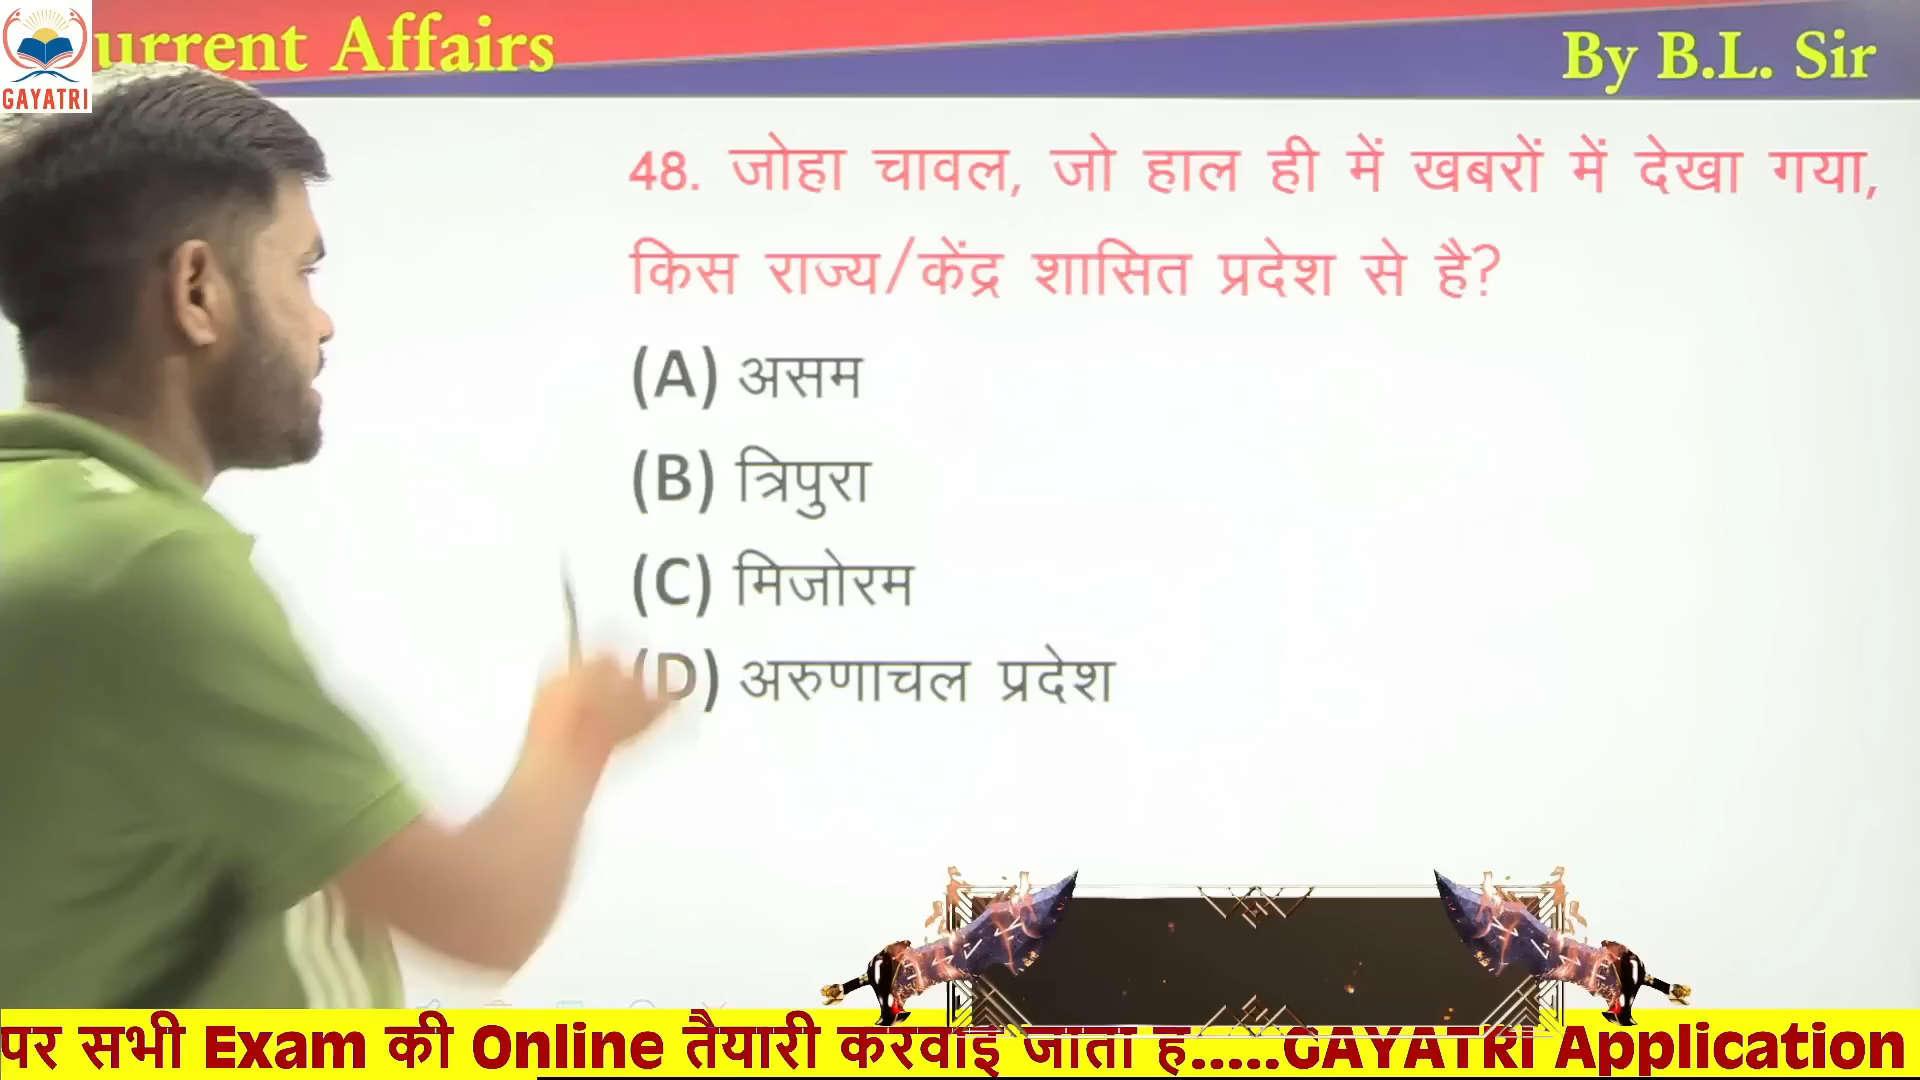 urrent Affairs
By B.L. Sir
GAYATRI
48. जोहा चावल, जो हाल ही में खबरों में देखा गया,
किस राज्य/केंद्र शासित प्रदेश से है?
(A) असम
(B) त्रिपुरा
(C) मिजोरम
(D) अरुणाचल प्रदेश
पर सभी Exam की Online तैयारी करवाई जाता ह.....GAYATRI Application